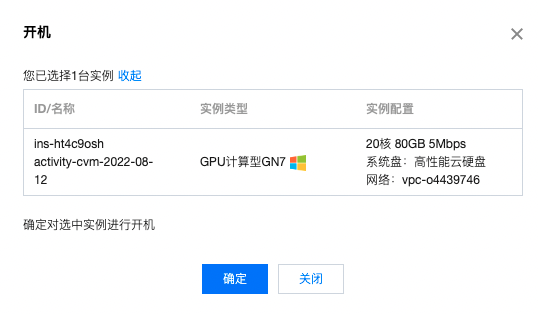 开机
您已选择1台实例 收起
ID/名称 实例类型 实例配置
ins-ht4c9osh
activity-cvm-2022-08-
12
GPU计算型GN7
20核 80GB 5Mbps
系统盘：高性能云硬盘
网络：vpc-o4439746
确定对选中实例进行开机
确定 关闭